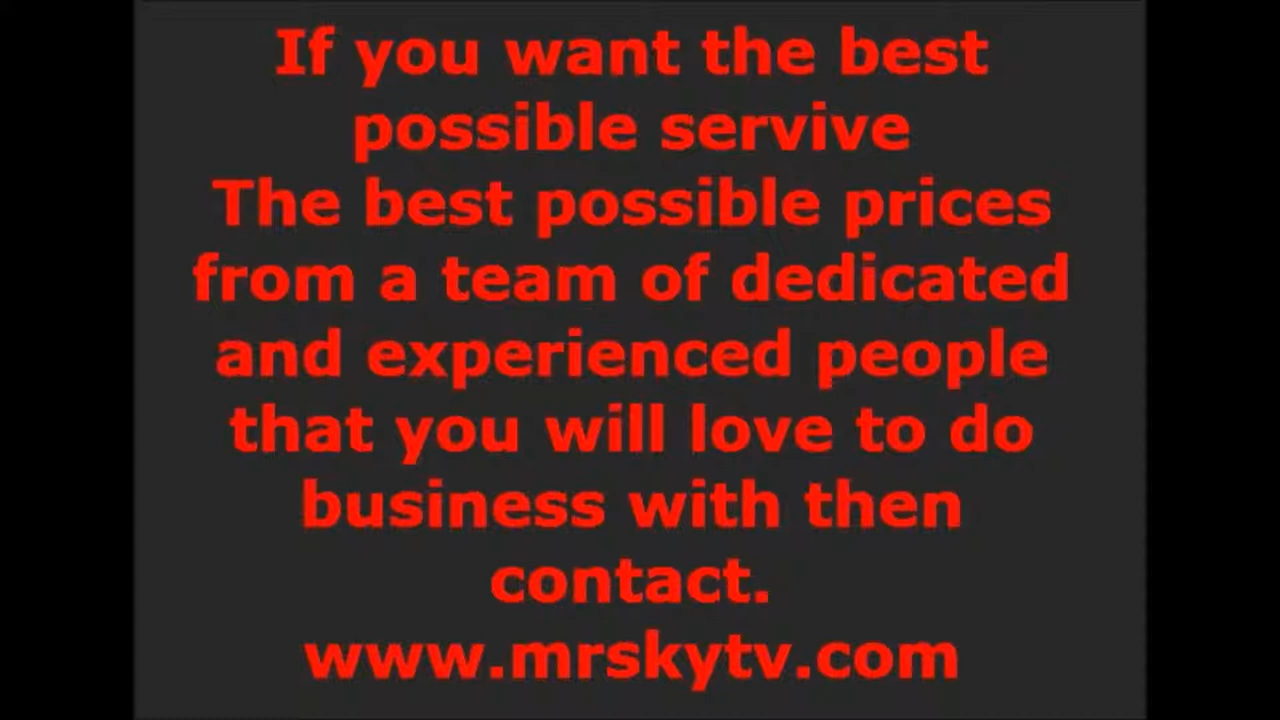 If you want the best
possible servive
The best possible prices
from a team of dedicated
and experienced people
that you will love to do
business with then
contact.
www.mrskytv.com